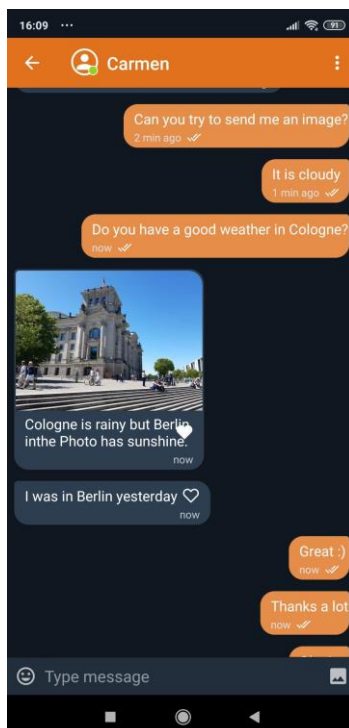 16:09 ...
91
Carmen
Can you try to send me an image?
2 min ago
It is cloudy
1 min ago
Do you have a good weather in Cologne?
now
Cologne is rainy but Berlin
inthe Photo has sunshine.
now
I was in Berlin yesterday
now
Great :)
now
Thanks a lot
now
Type message